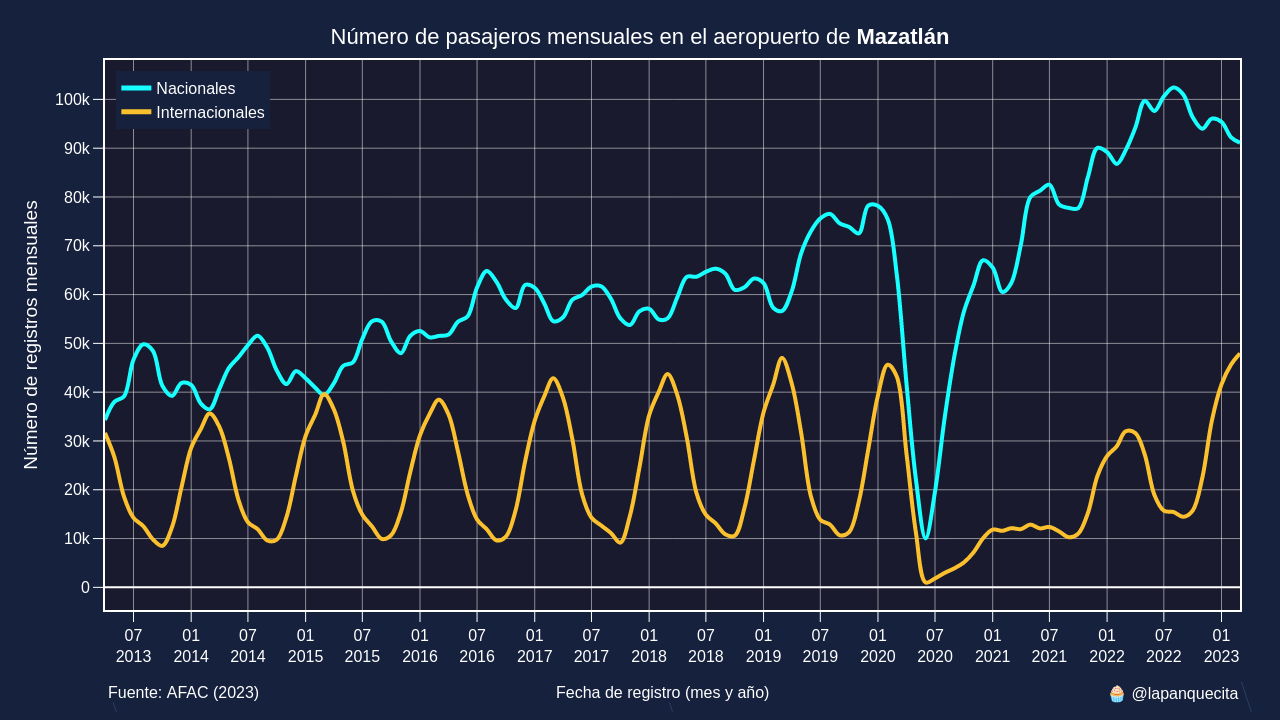 Número de pasajeros mensuales en el aeropuerto de Mazatlán
Nacionales
Internacionales
Número de registros mensuales
100k
90k
80k
70k
60k
50k
40k
30k
20k
10k
0
07 01 07 01 07 01 07 01 07 01 07 01 07 01 07 01 07 01 07 01
2013 2014 2014 2015 2015 2016 2016 2017 2017 2018 2018 2019 2019 2020 2020 2021 2021 2022 2022 2023
Fuente: AFAC (2023) Fecha de registro (mes y año) 🧁 @lapanquecita